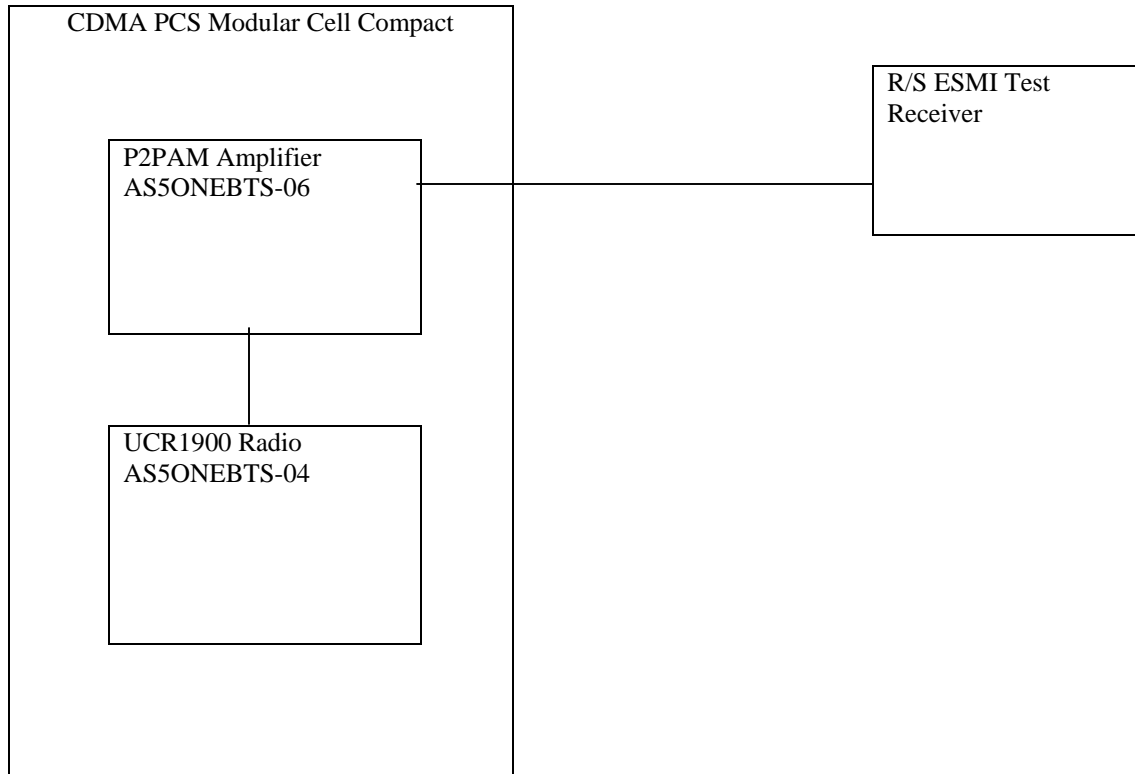 CDMA PCS Modular Cell Compact
R/S ESMI Test
Receiver
P2PAM Amplifier
AS5ONEBTS-06
UCR1900 Radio
AS5ONEBTS-04